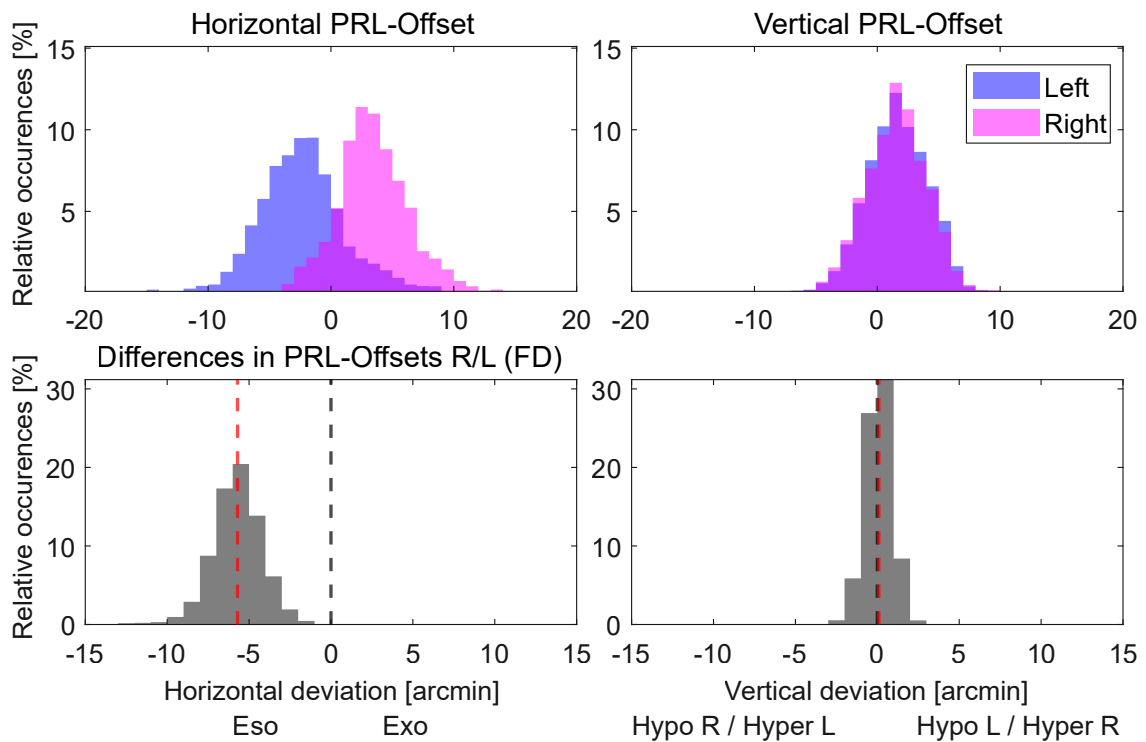 Horizontal PRL-Offset
Vertical PRL-Offset
Relative occurences [%]
15
10
5
-20 -10 0 10 20
15
10
5
-20 -10 0 10 20
Left
Right
Differences in PRL-Offsets R/L (FD)
Relative occurences [%]
30
20
10
0
-15 -10 -5 0 5 10 15
Horizontal deviation [arcmin]
Eso Exo
30
20
10
0
-15 -10 -5 0 5 10 15
Vertical deviation [arcmin]
Hypo R / Hyper L Hypo L / Hyper R